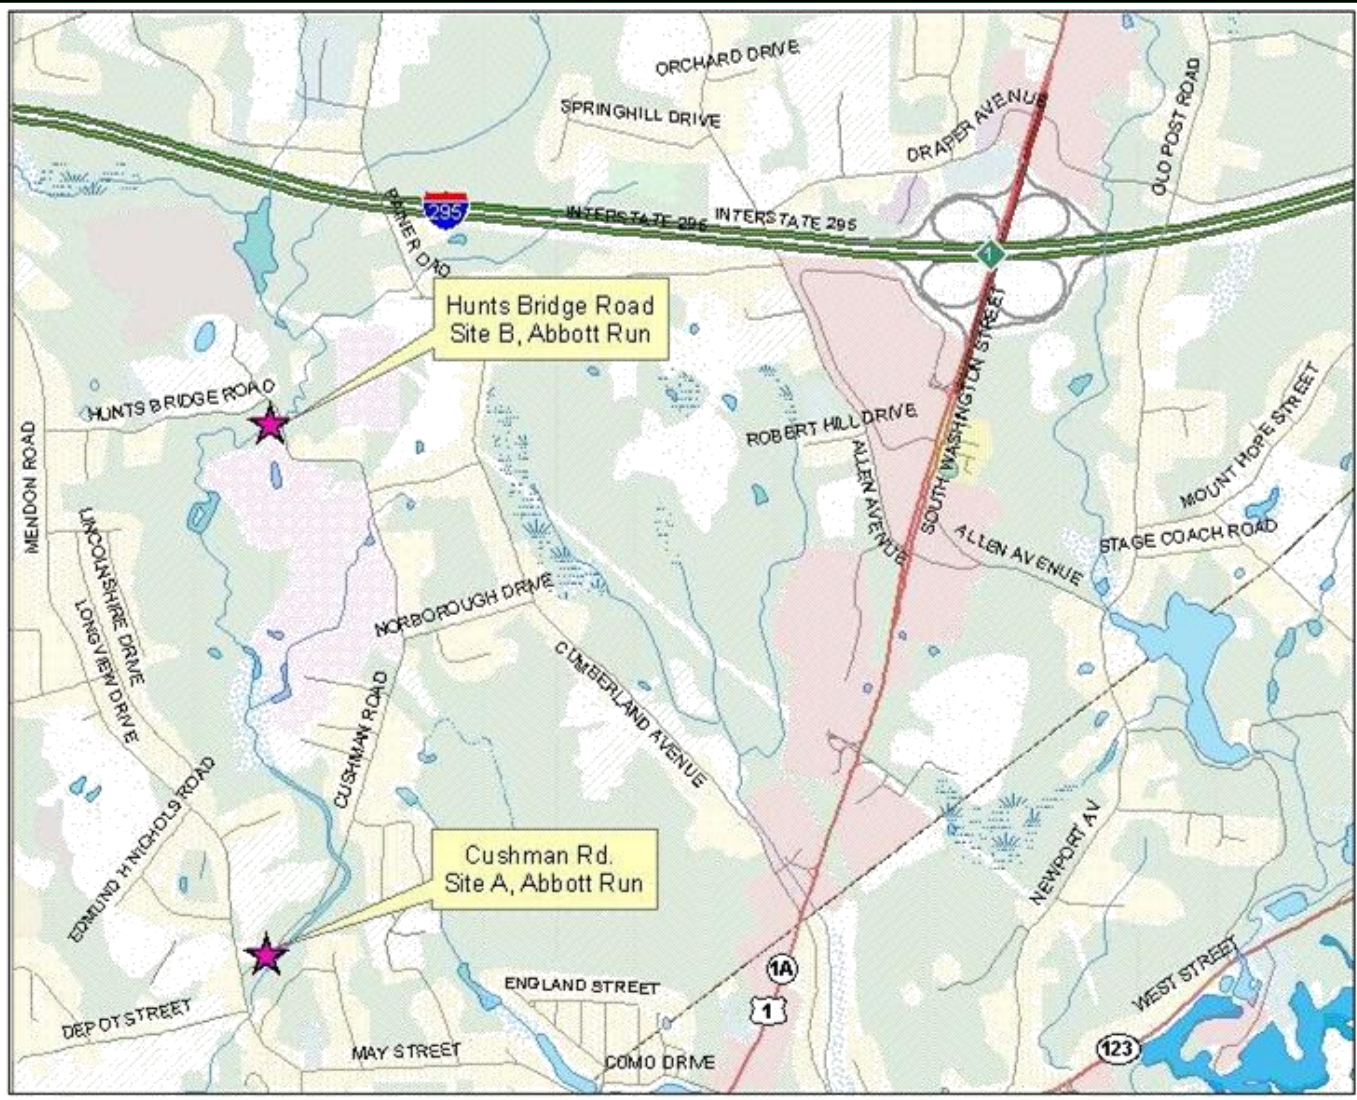 ORCHARD DRIVE
SPRINGHILL DRIVE
DRAPER AVENUE
OLD POST ROAD
295
INTERSTATE 295
INTERSTATE 295
1
Hunts Bridge Road
Site B, Abbott Run
HUNTS BRIDGE ROAD
MENDON ROAD
ROBERT HILL DRIVE
SOUTH WASHINGTON STREET
MOUNT HOPE STREET
ALLEN AVENUE
ALLEN AVENUE
STAGE COACH ROAD
LINCOLNSHIRE DRIVE
LONGVIEW DRIVE
NORBOROUGH DRIVE
CUMBERLAND AVENUE
CUSHMAN ROAD
EDMUND H NICHOLS ROAD
NEWPORT AV
Cushman Rd.
Site A, Abbott Run
WEST STREET
1A
ENGLAND STREET
1
DEPOT STREET
MAY STREET
COMO DRIVE
123